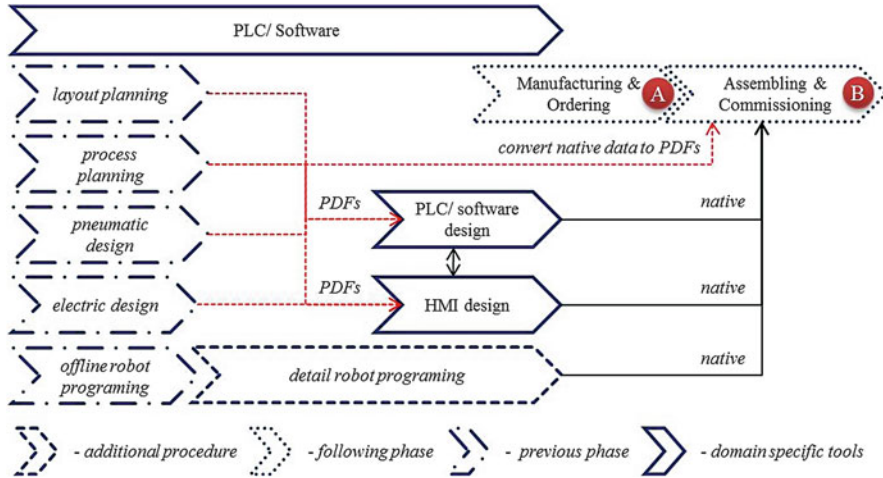 PLC/ Software
layout planning
Manufacturing &
Ordering
A
Assembling &
Commissioning
B
process
planning
convert native data to PDFs
pneumatic
design
PDFs
PLC/ software
design
native
electric design
PDFs
HMI design
native
offline robot
programing
detail robot programing
native
- additional procedure
- following phase
- previous phase
- domain specific tools